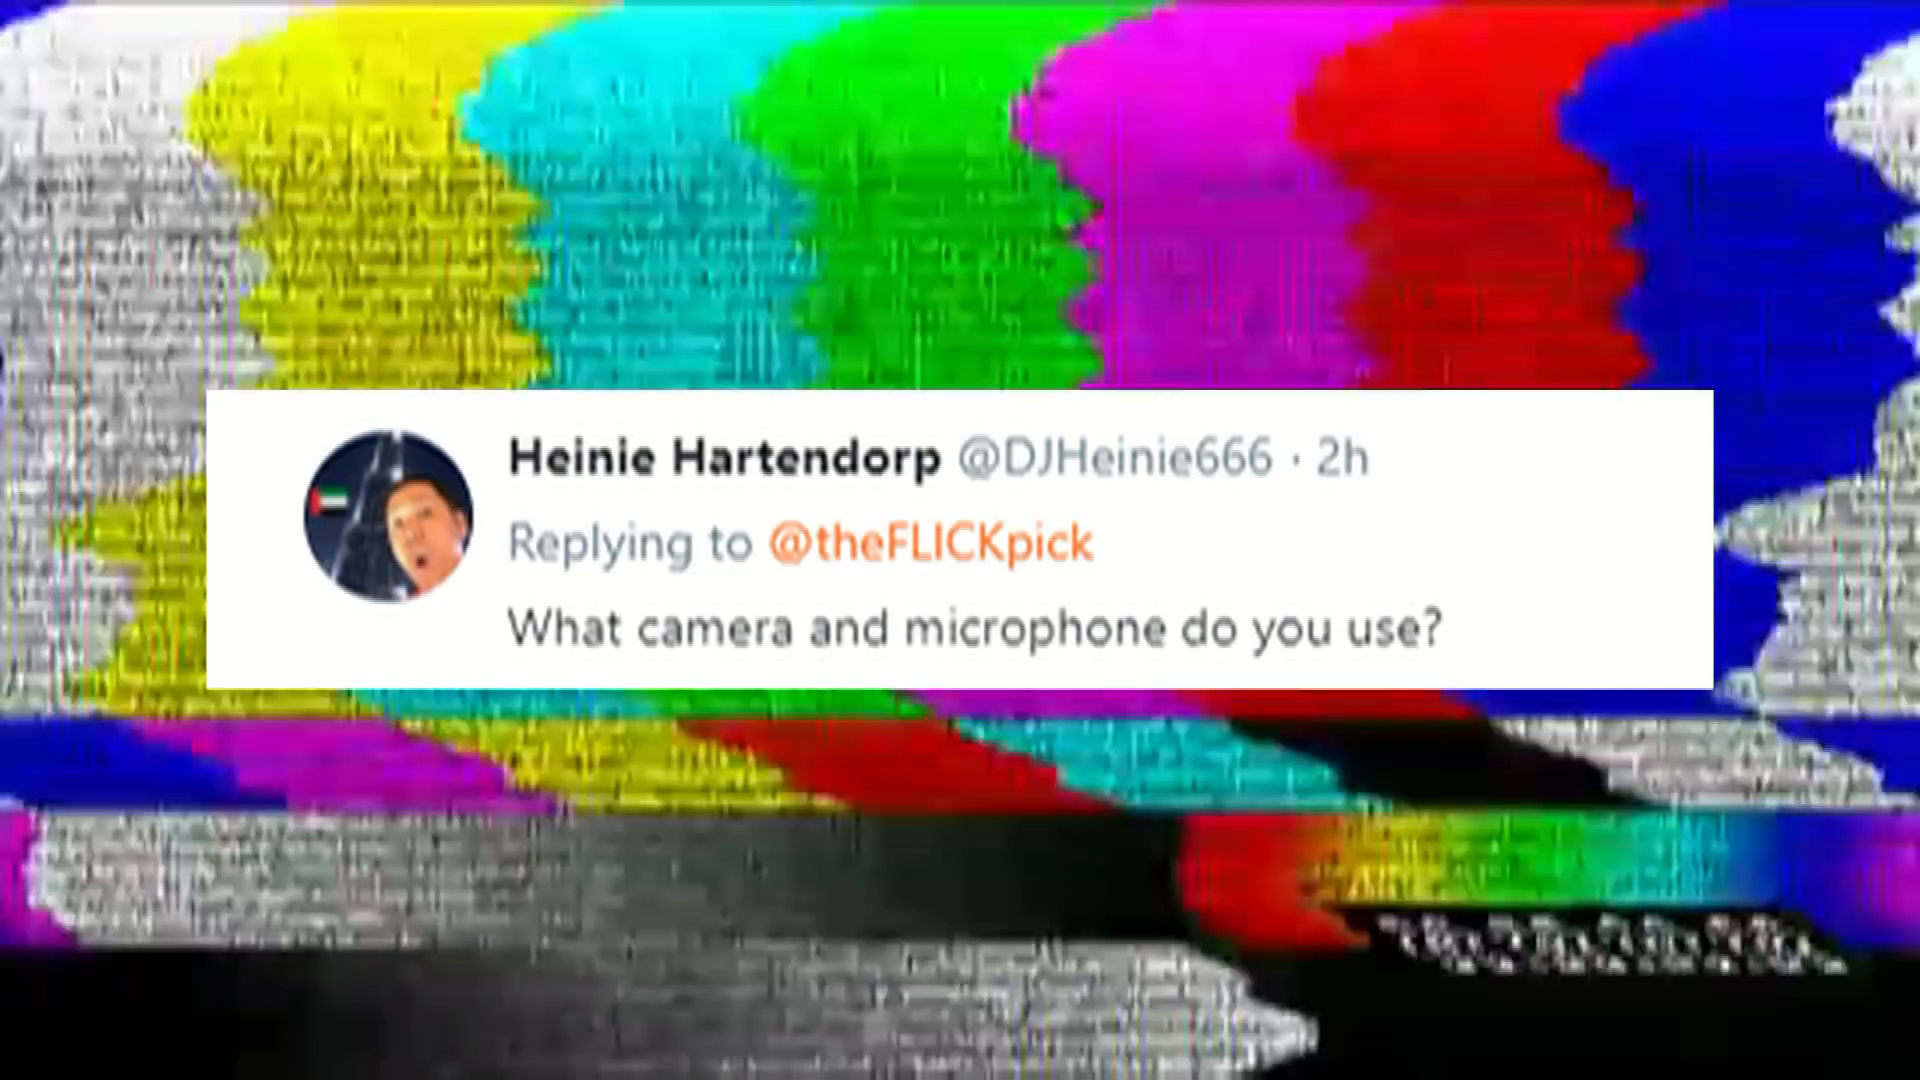 Heinie Hartendorp @DJHeinie666 · 2h
Replying to @theFLICKpick
What camera and microphone do you use?